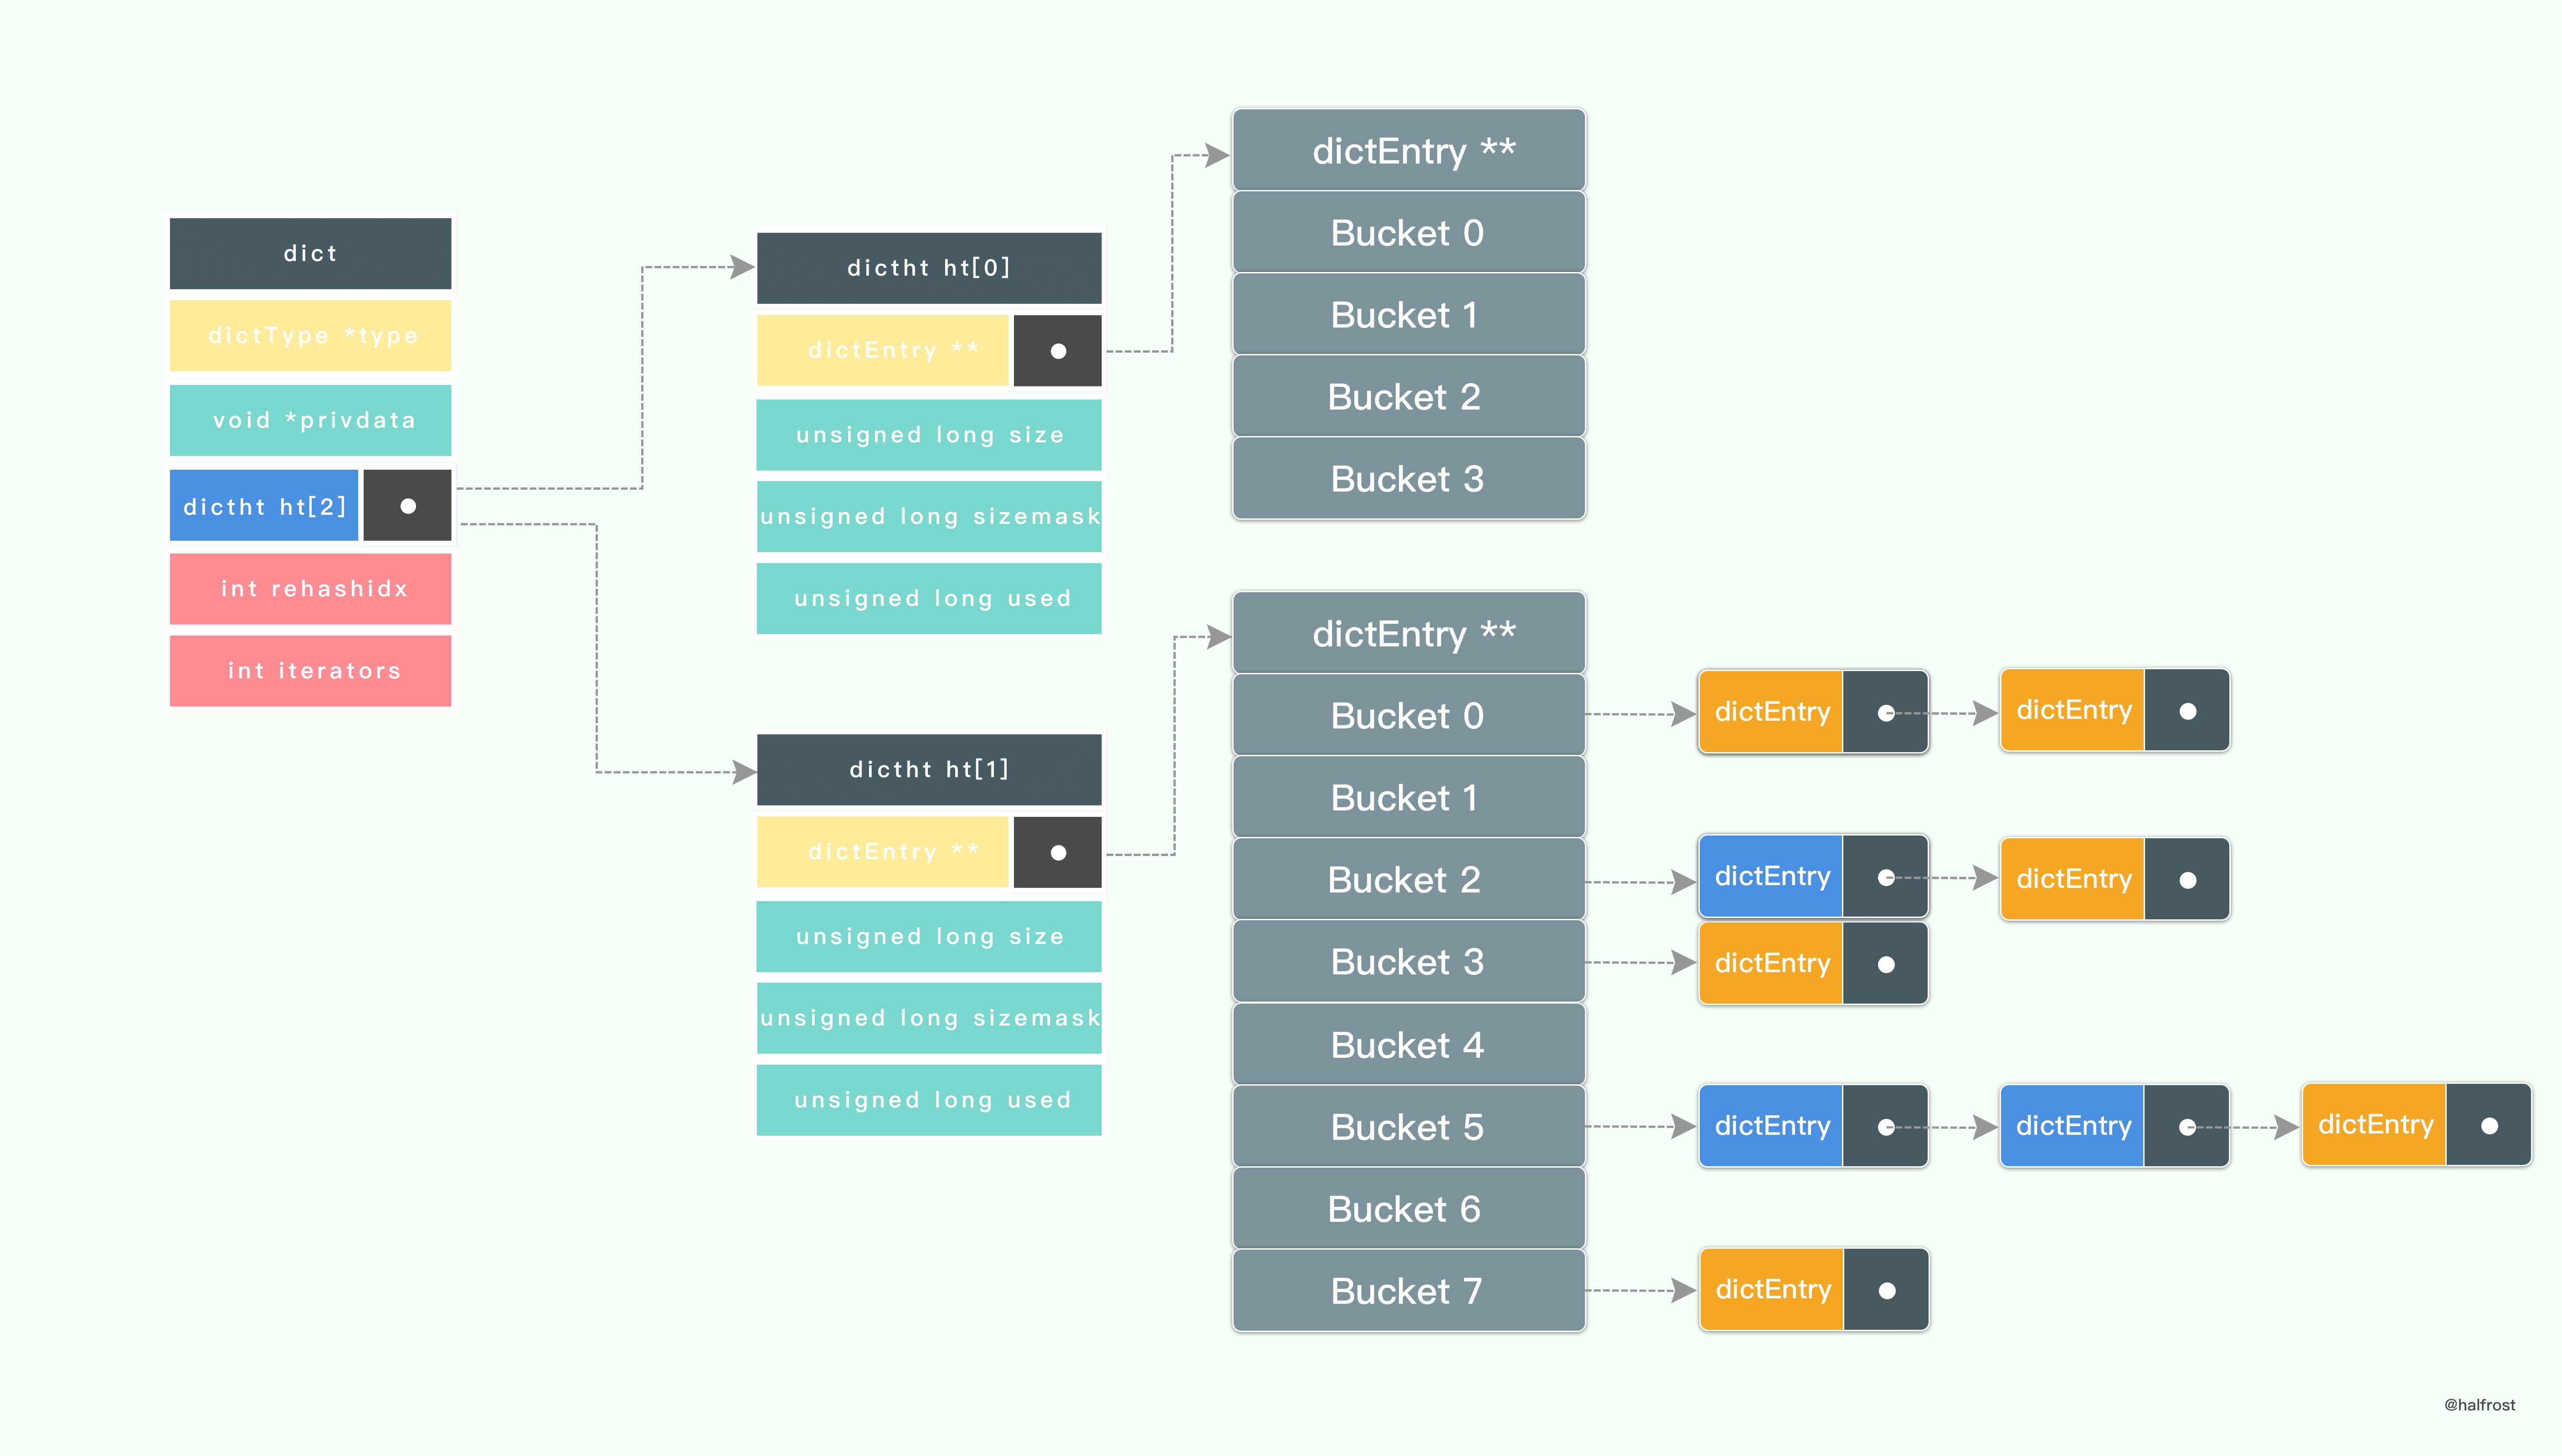 dict
dictType *type
void *privdata
dictht ht[2]
int rehashidx
int iterators
dictht ht[0]
dictEntry **
unsigned long size
unsigned long sizemask
unsigned long used
dictht ht[1]
dictEntry **
unsigned long size
unsigned long sizemask
unsigned long used
dictEntry **
Bucket 0
Bucket 1
Bucket 2
Bucket 3
dictEntry **
Bucket 0
dictEntry
dictEntry
Bucket 1
Bucket 2
dictEntry
dictEntry
Bucket 3
dictEntry
Bucket 4
Bucket 5
dictEntry
dictEntry
dictEntry
Bucket 6
Bucket 7
dictEntry
@halfrost